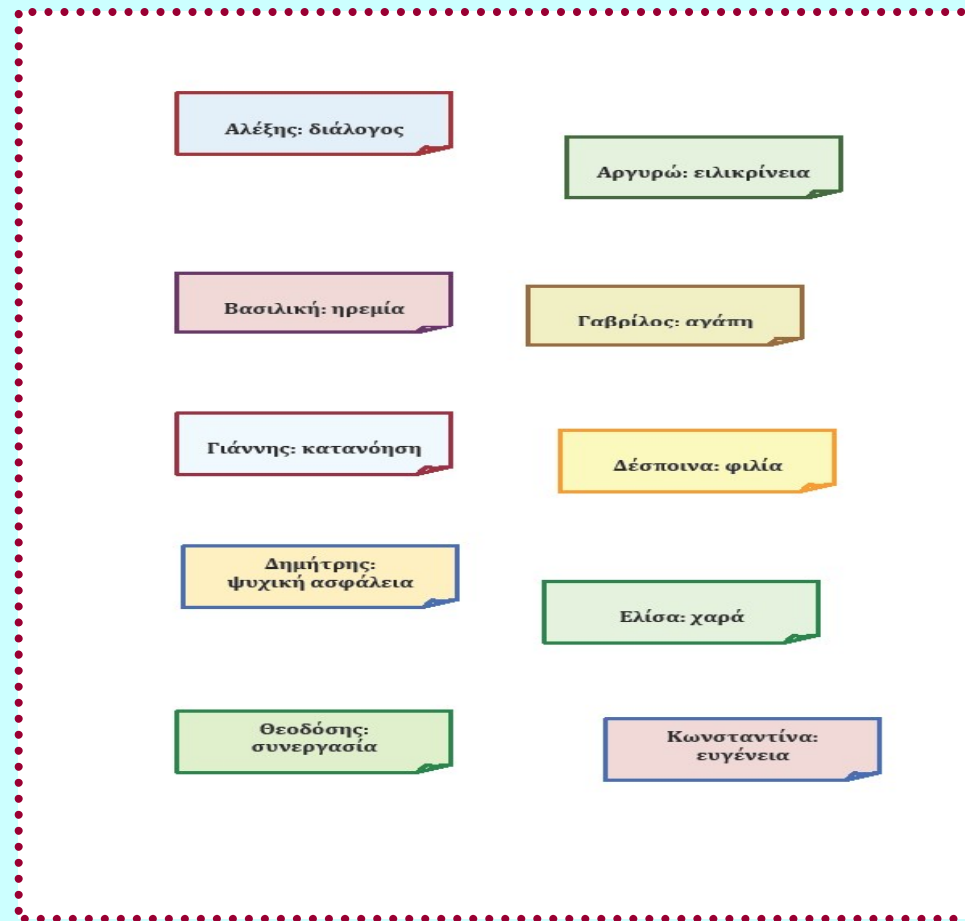 Αλέξης: διάλογος
Αργυρώ: ειλικρίνεια
Βασιλική: ηρεμία
Γαβρίλος: αγάπη
Γιάννης: κατανόηση
Δέσποινα: φιλία
Δημήτρης:
ψυχική ασφάλεια
Ελίσα: χαρά
Θεοδόσης:
συνεργασία
Κωνσταντίνα:
ευγένεια